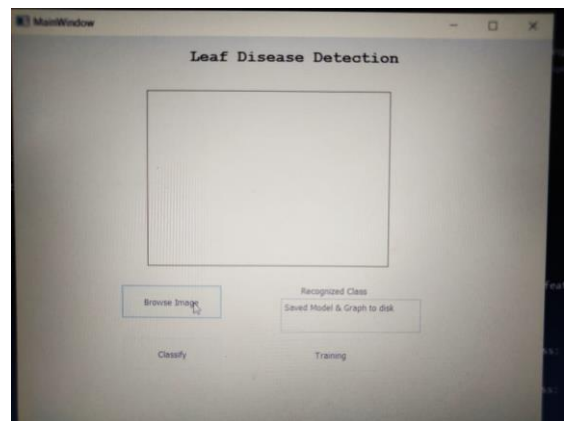 MainWindow
Leaf Disease Detection
Browse Image
Recognized Class
Saved Model & Graph to disk
Classify
Training